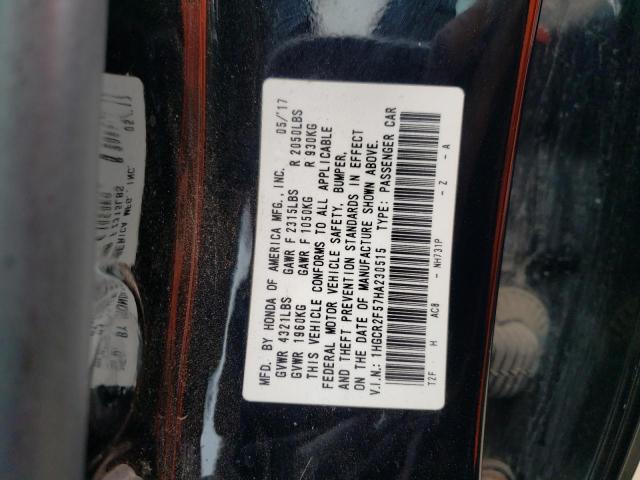 MFD. BY HONDA OF AMERICA MFG., INC. 05/'17
GVWR 4321LBS GAWR F 2315LBS R 2050LBS
GVWR 1960KG GAWR F 1050KG R 930KG
THIS VEHICLE CONFORMS TO ALL APPLICABLE
FEDERAL MOTOR VEHICLE SAFETY, BUMPER,
AND THEFT PREVENTION STANDARDS IN EFFECT
ON THE DATE OF MANUFACTURE SHOWN ABOVE.
V.I.N.: 1HGCR2F57HA230515 TYPE: PASSENGER CAR
T2F H AC8 - NH731P - Z - A